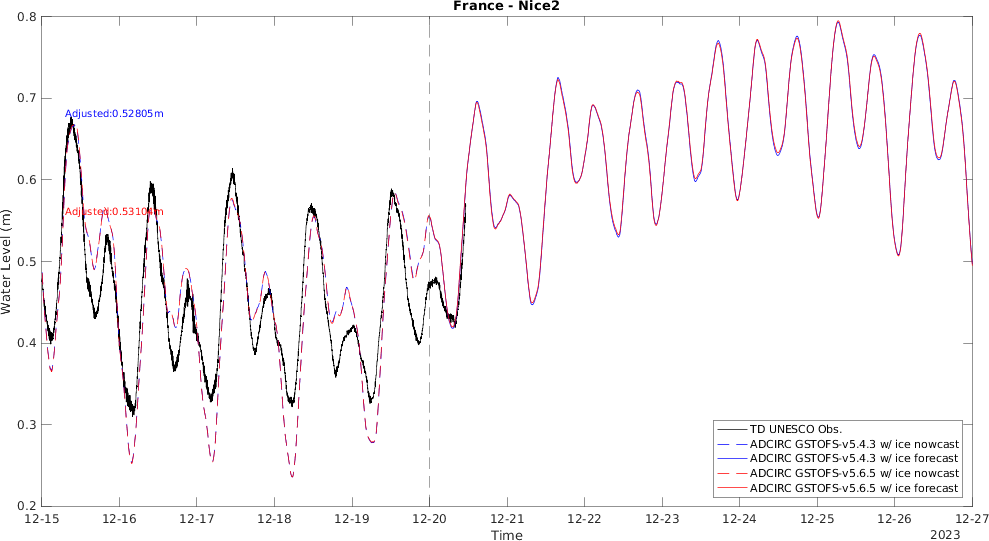 France - Nice2
0.8
0.7
0.6
0.5
0.4
0.3
0.2
Water Level (m)
Adjusted:0.52805m
Adjusted:0.53104m
TD UNESCO Obs.
ADCIRC GSTOFS-v5.4.3 w/ ice nowcast
ADCIRC GSTOFS-v5.4.3 w/ ice forecast
ADCIRC GSTOFS-v5.6.5 w/ ice nowcast
ADCIRC GSTOFS-v5.6.5 w/ ice forecast
12-15 12-16 12-17 12-18 12-19 12-20 12-21 12-22 12-23 12-24 12-25 12-26 12-27
Time
2023